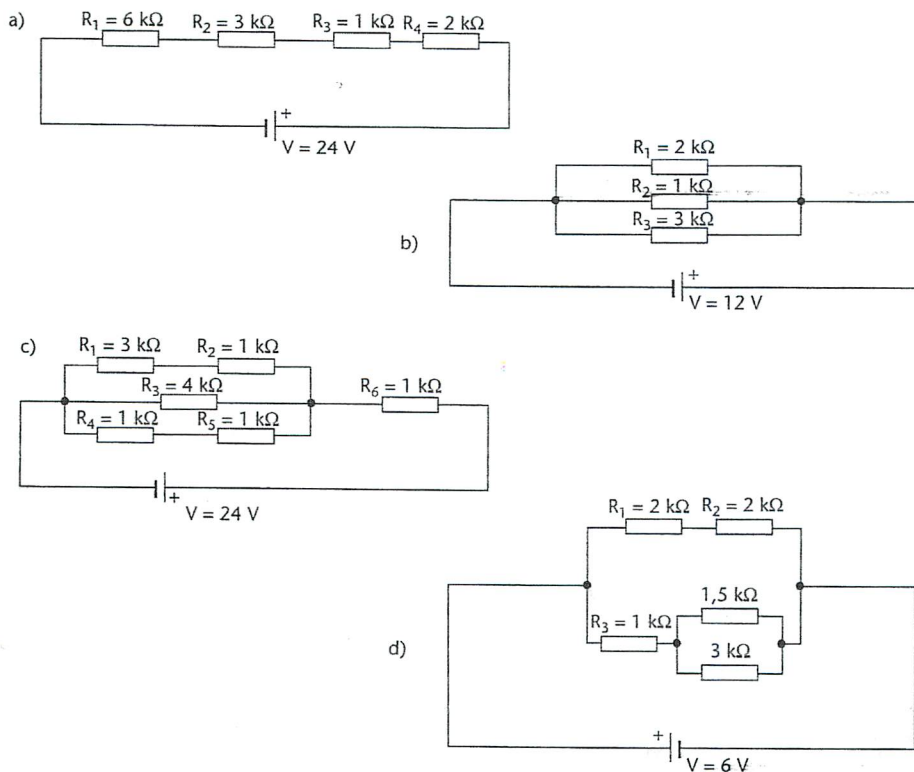 a)
R₁ = 6 kΩ R₂ = 3 kΩ R₃ = 1 kΩ R₄ = 2 kΩ
+
V = 24 V
b)
R₁ = 2 kΩ
R₂ = 1 kΩ
R₃ = 3 kΩ
+
V = 12 V
c)
R₁ = 3 kΩ R₂ = 1 kΩ
R₃ = 4 kΩ
R₄ = 1 kΩ R₅ = 1 kΩ
R₆ = 1 kΩ
+
V = 24 V
d)
R₁ = 2 kΩ R₂ = 2 kΩ
1,5 kΩ
R₃ = 1 kΩ
3 kΩ
+
V = 6 V